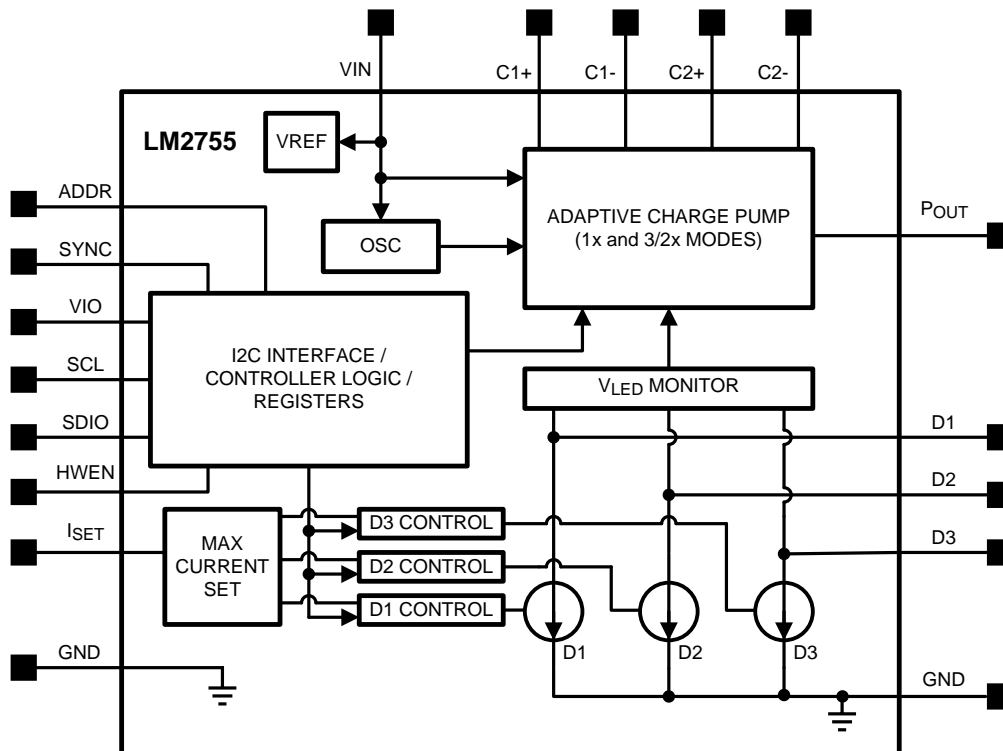 VIN
C1+
C1-
C2+
C2-
LM2755
VREF
OSC
ADAPTIVE CHARGE PUMP
(1x and 3/2x MODES)
POUT
ADDR
SYNC
VIO
SCL
SDIO
HWEN
ISET
GND
I2C INTERFACE /
CONTROLLER LOGIC /
REGISTERS
VLED MONITOR
D1
D2
D3
MAX
CURRENT
SET
D3 CONTROL
D2 CONTROL
D1 CONTROL
D1
D2
D3
GND